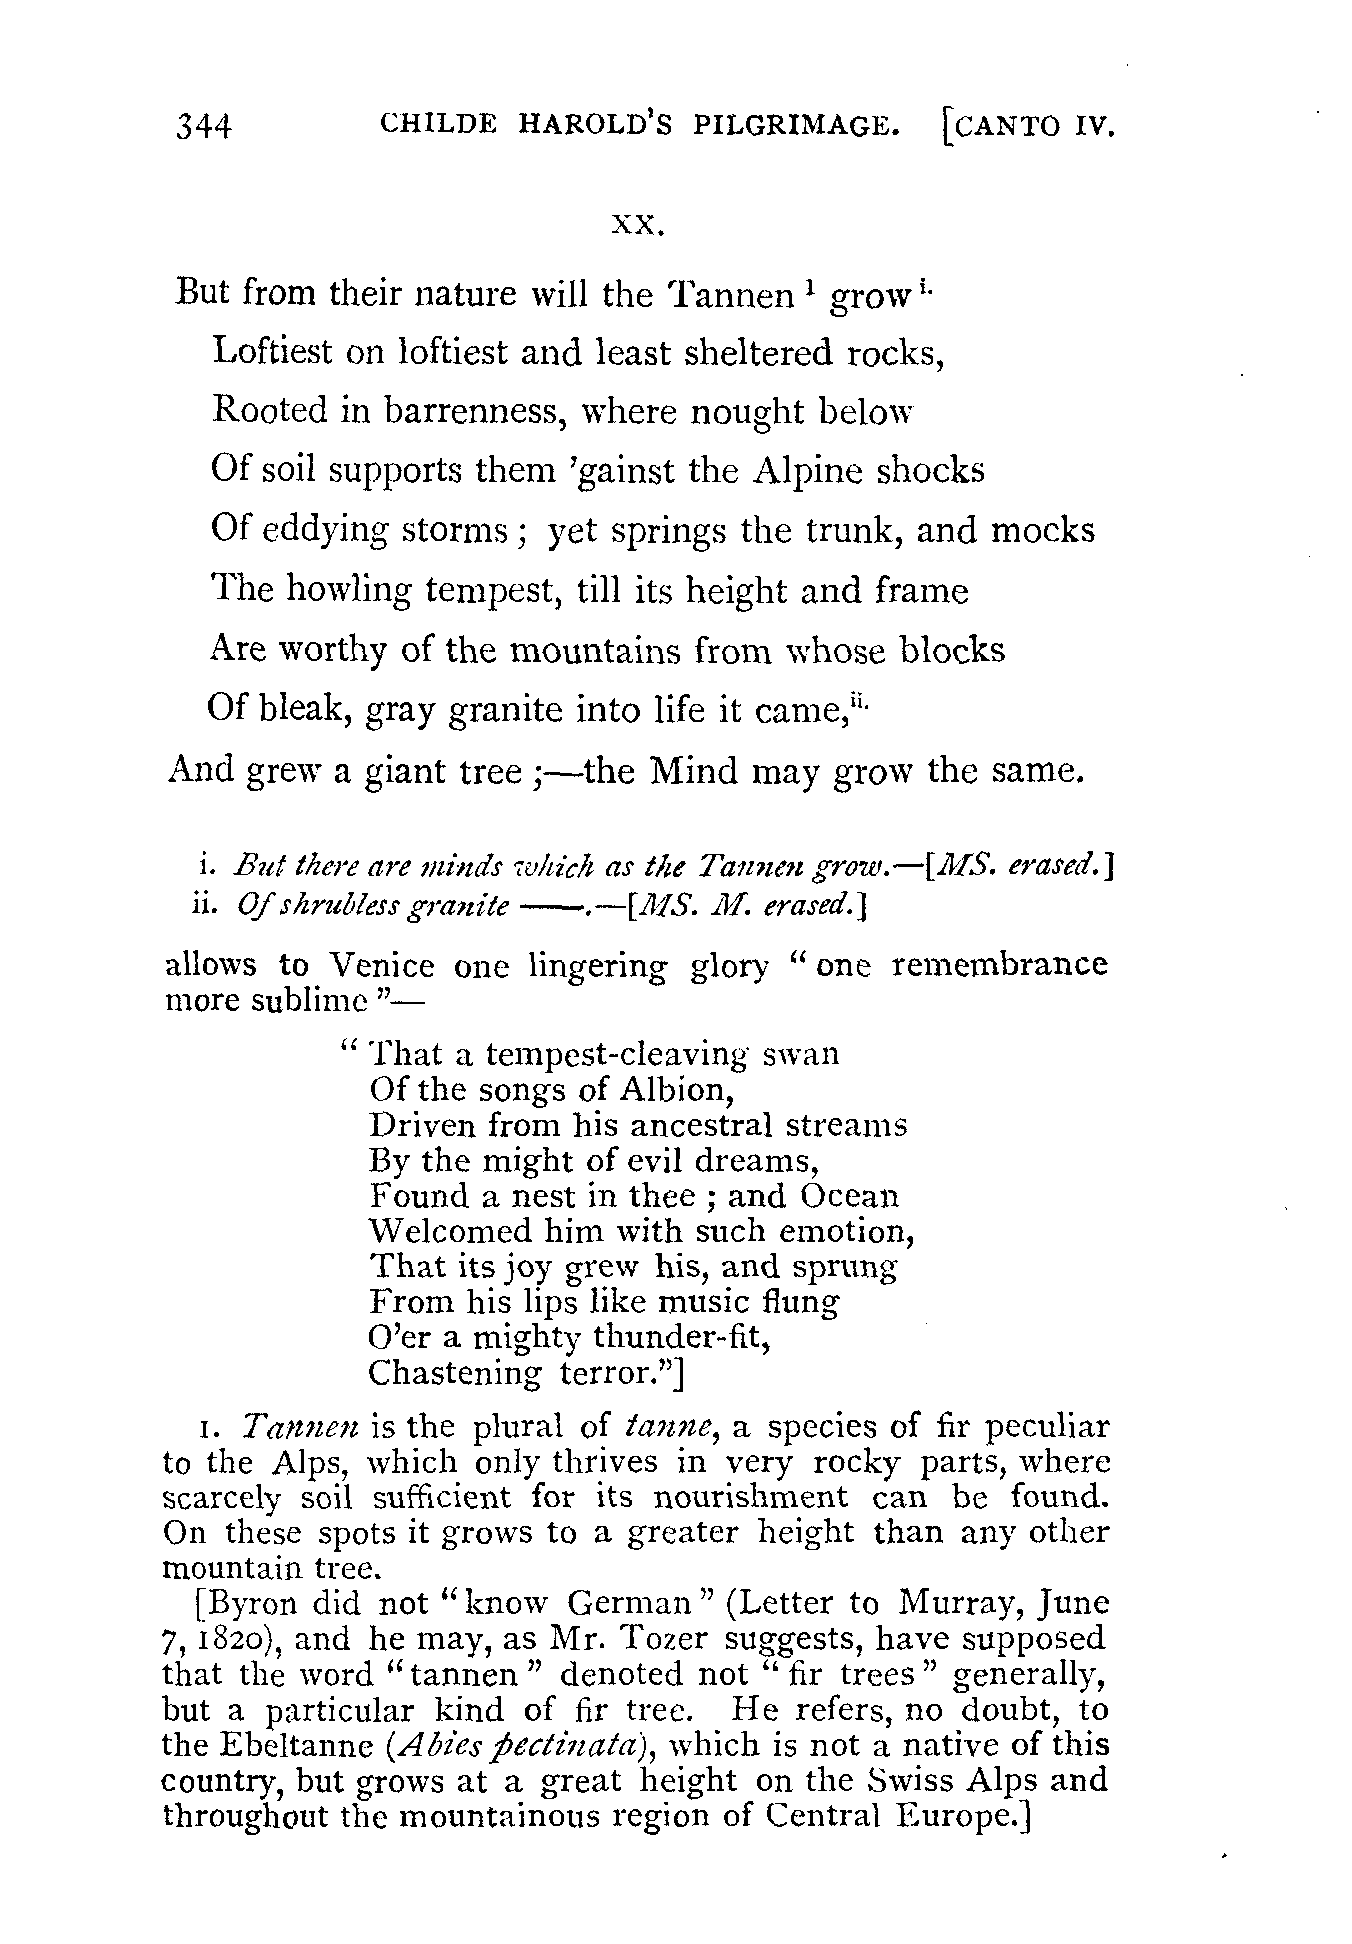 344 CHILDE HAROLD'S PILGRIMAGE. [CANTO IV.
XX.
But from their nature will the Tannen ¹ grow i.
Loftiest on loftiest and least sheltered rocks,
Rooted in barrenness, where nought below
Of soil supports them 'gainst the Alpine shocks
Of eddying storms ; yet springs the trunk, and mocks
The howling tempest, till its height and frame
Are worthy of the mountains from whose blocks
Of bleak, gray granite into life it came,ii.
And grew a giant tree ;—the Mind may grow the same.
i. But there are minds which as the Tannen grow.—[MS. erased.]
ii. Of shrubless granite ——.—[MS. M. erased.]
allows to Venice one lingering glory " one remembrance
more sublime "—
" That a tempest-cleaving swan
Of the songs of Albion,
Driven from his ancestral streams
By the might of evil dreams,
Found a nest in thee ; and Ocean
Welcomed him with such emotion,
That its joy grew his, and sprung
From his lips like music flung
O'er a mighty thunder-fit,
Chastening terror."]
1. Tannen is the plural of tanne, a species of fir peculiar
to the Alps, which only thrives in very rocky parts, where
scarcely soil sufficient for its nourishment can be found.
On these spots it grows to a greater height than any other
mountain tree.
[Byron did not " know German " (Letter to Murray, June
7, 1820), and he may, as Mr. Tozer suggests, have supposed
that the word " tannen " denoted not " fir trees " generally,
but a particular kind of fir tree. He refers, no doubt, to
the Ebeltanne (Abies pectinata), which is not a native of this
country, but grows at a great height on the Swiss Alps and
throughout the mountainous region of Central Europe.]